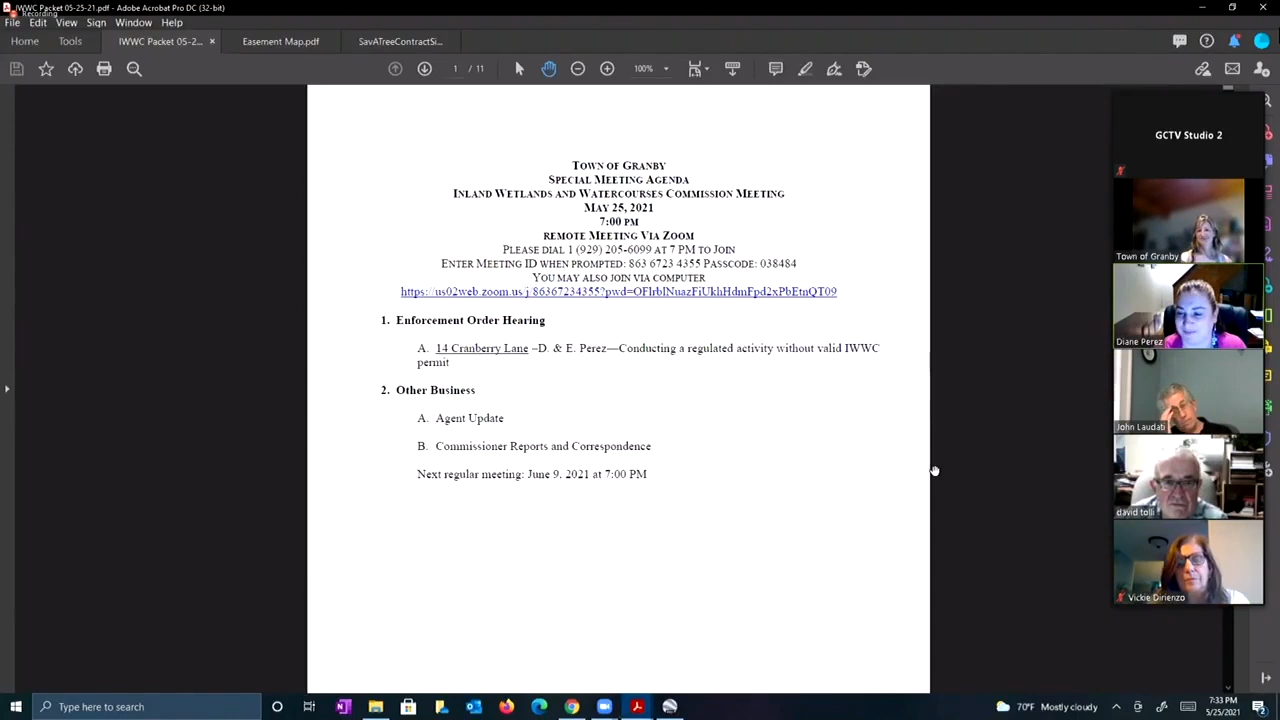 IWWC Packet 05-25-21.pdf - Adobe Acrobat Pro DC (32-bit)
Recording
File Edit View Sign Window Help
Home Tools IWWC Packet 05-2... × Easement Map.pdf SavATreeContractSi...
1 / 11 100%
TOWN OF GRANBY
SPECIAL MEETING AGENDA
INLAND WETLANDS AND WATERCOURSES COMMISSION MEETING
MAY 25, 2021
7:00 PM
REMOTE MEETING VIA ZOOM
PLEASE DIAL 1 (929) 205-6099 AT 7 PM TO JOIN
ENTER MEETING ID WHEN PROMPTED: 863 6723 4355 PASSCODE: 038484
YOU MAY ALSO JOIN VIA COMPUTER
1. Enforcement Order Hearing
A. 14 Cranberry Lane –D. & E. Perez—Conducting a regulated activity without valid IWWC
permit
2. Other Business
A. Agent Update
B. Commissioner Reports and Correspondence
Next regular meeting: June 9, 2021 at 7:00 PM
GCTV Studio 2
Town of Granby
Diane Perez
John Laudati
david tolli
Vickie Dirienzo
Type here to search
70°F Mostly cloudy
7:33 PM
5/25/2021
2